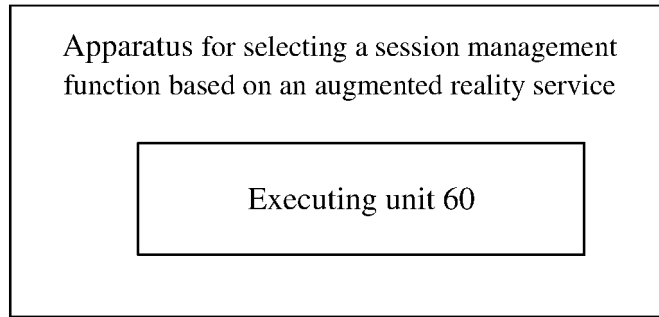 Apparatus for selecting a session management
function based on an augmented reality service
Executing unit 60